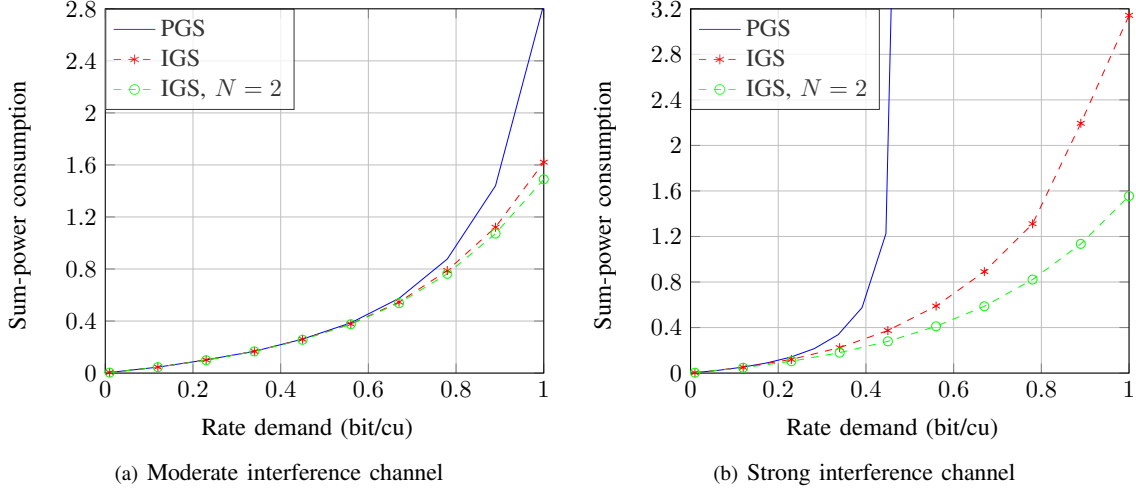 2.8
2.4
2
1.6
1.2
0.8
0.4
0
0
0.2
0.4
0.6
0.8
1
Sum-power consumption
Rate demand (bit/cu)
PGS
IGS
IGS, N = 2
(a) Moderate interference channel
3.2
2.8
2.4
2
1.6
1.2
0.8
0.4
0
0
0.2
0.4
0.6
0.8
1
Sum-power consumption
Rate demand (bit/cu)
PGS
IGS
IGS, N = 2
(b) Strong interference channel